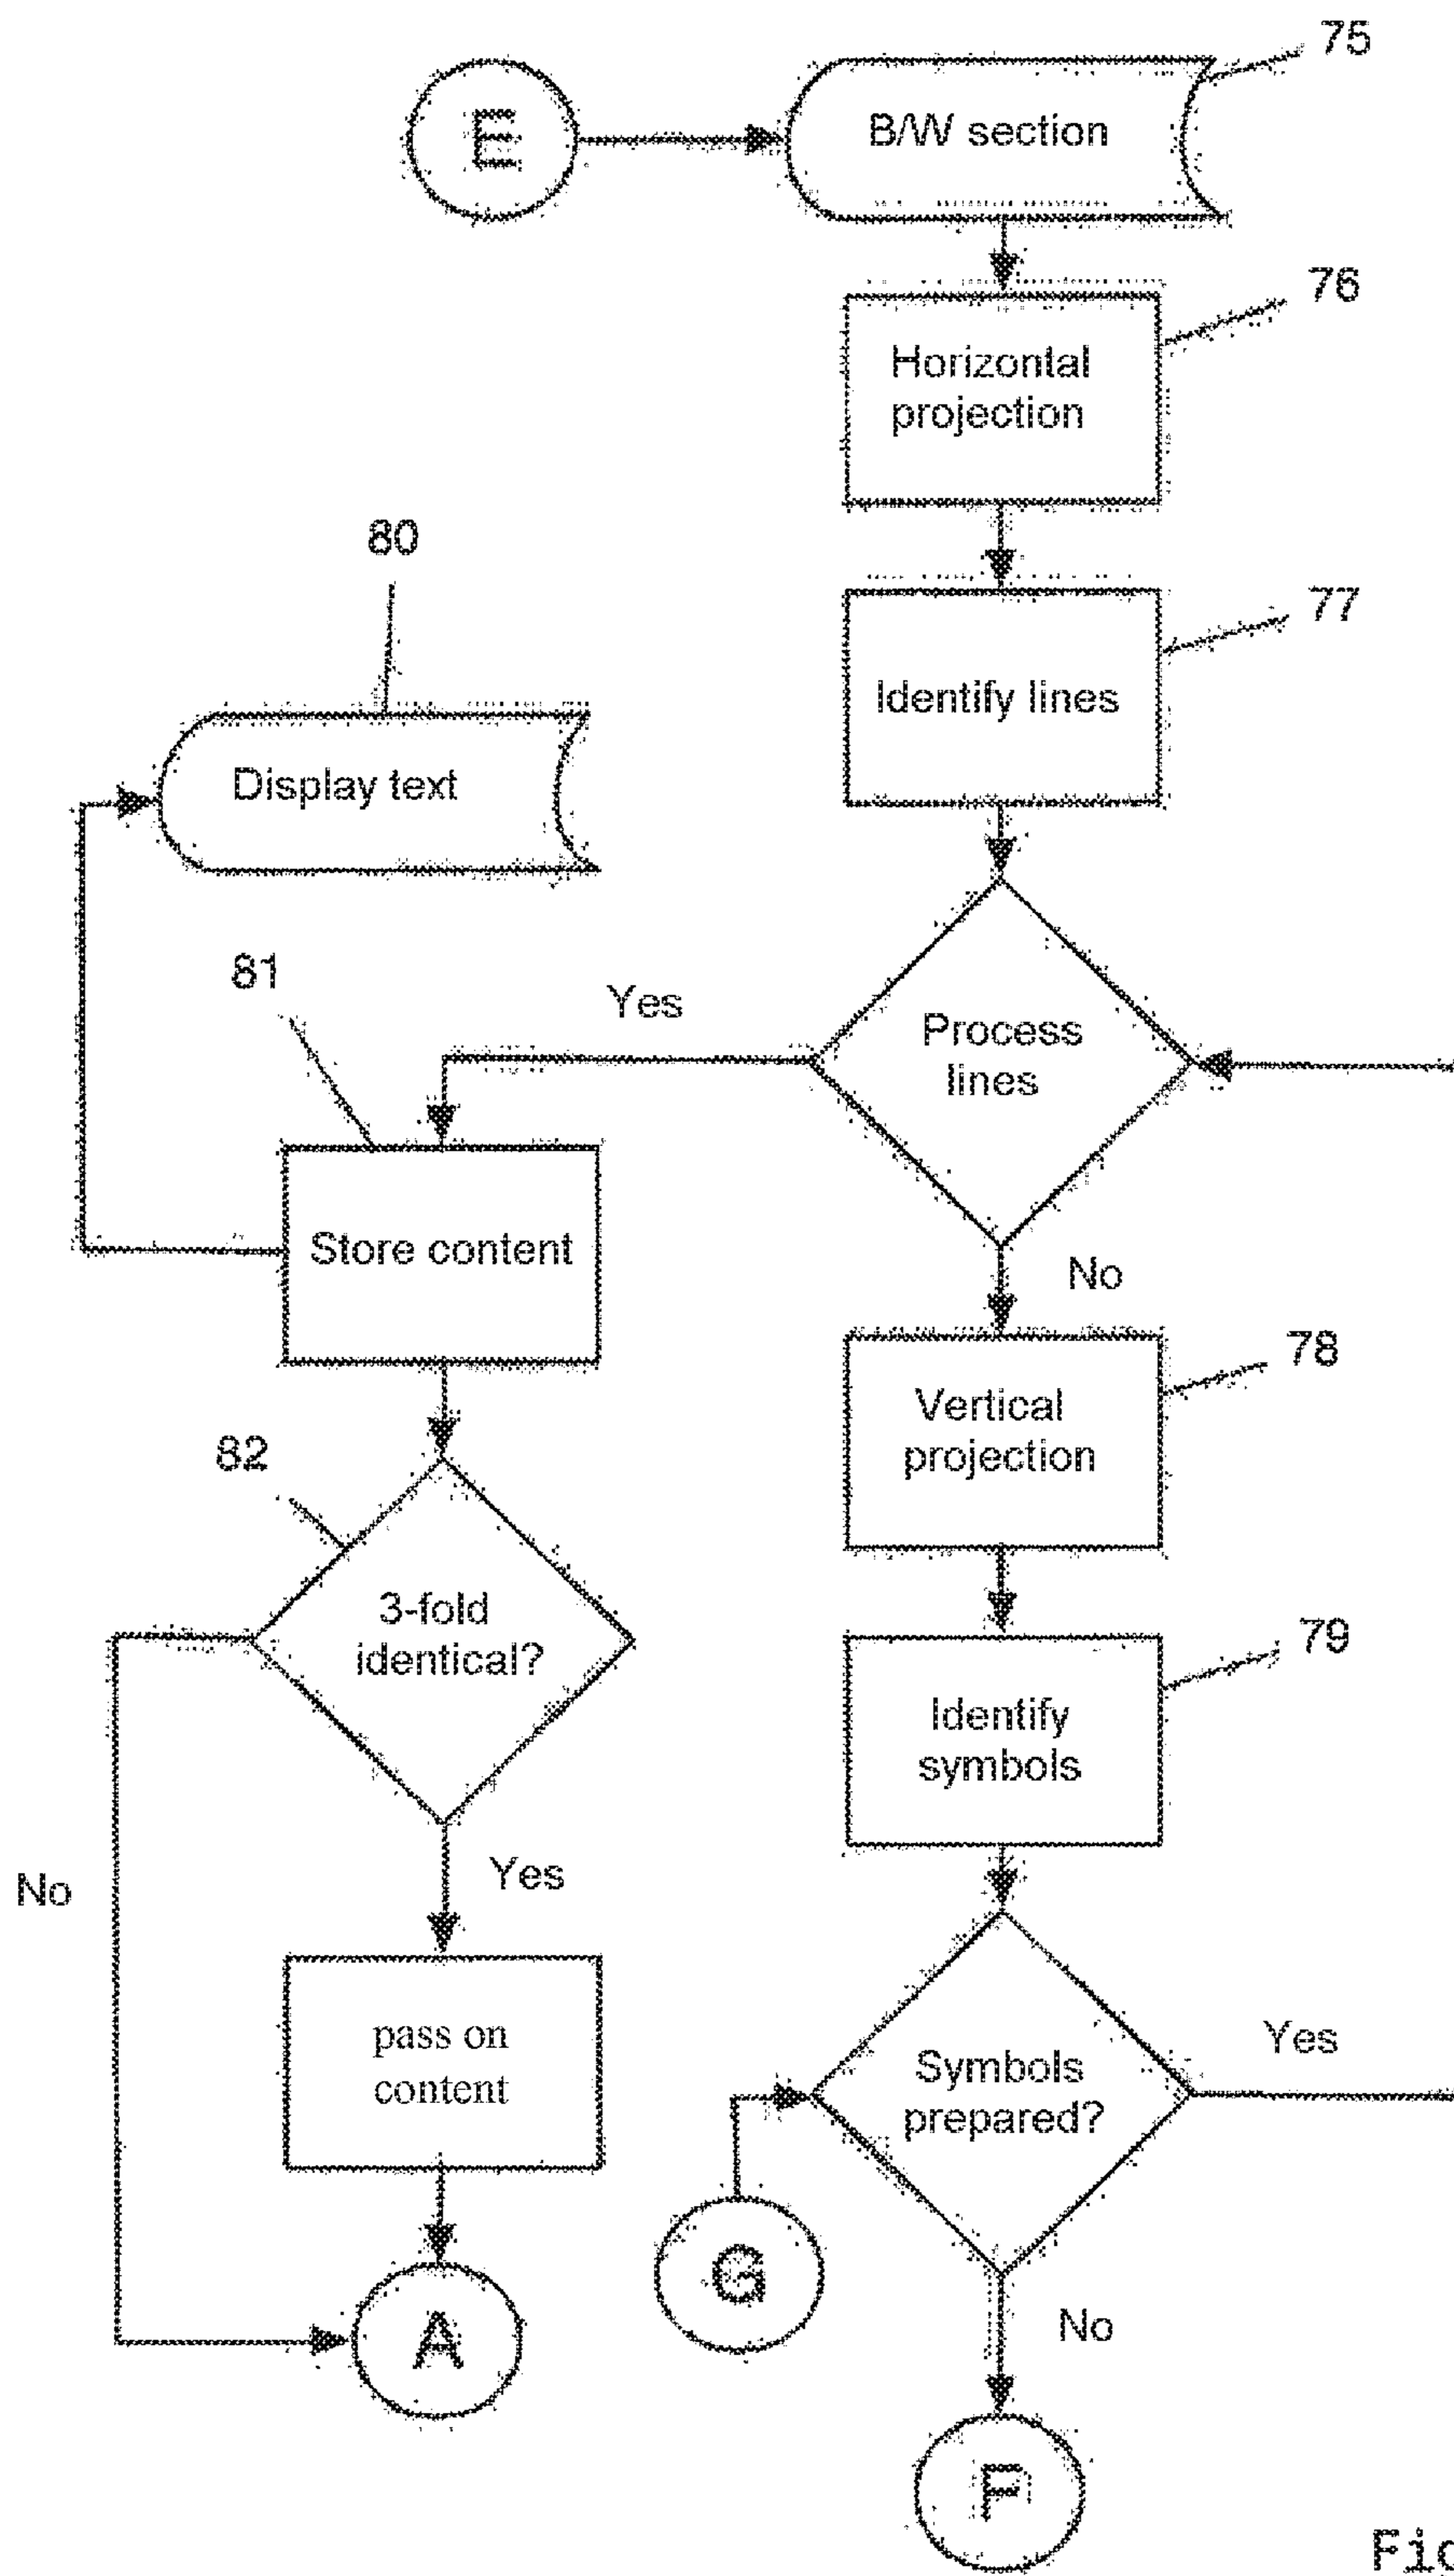 75
E
B/W section
76
Horizontal
projection
80
77
Identify lines
Display text
81
Yes
Process
lines
Store content
No
78
Vertical
projection
82
3-fold
identical?
79
Identify
symbols
No
Yes
pass on
content
Yes
Symbols
prepared?
G
A
No
F
Fig